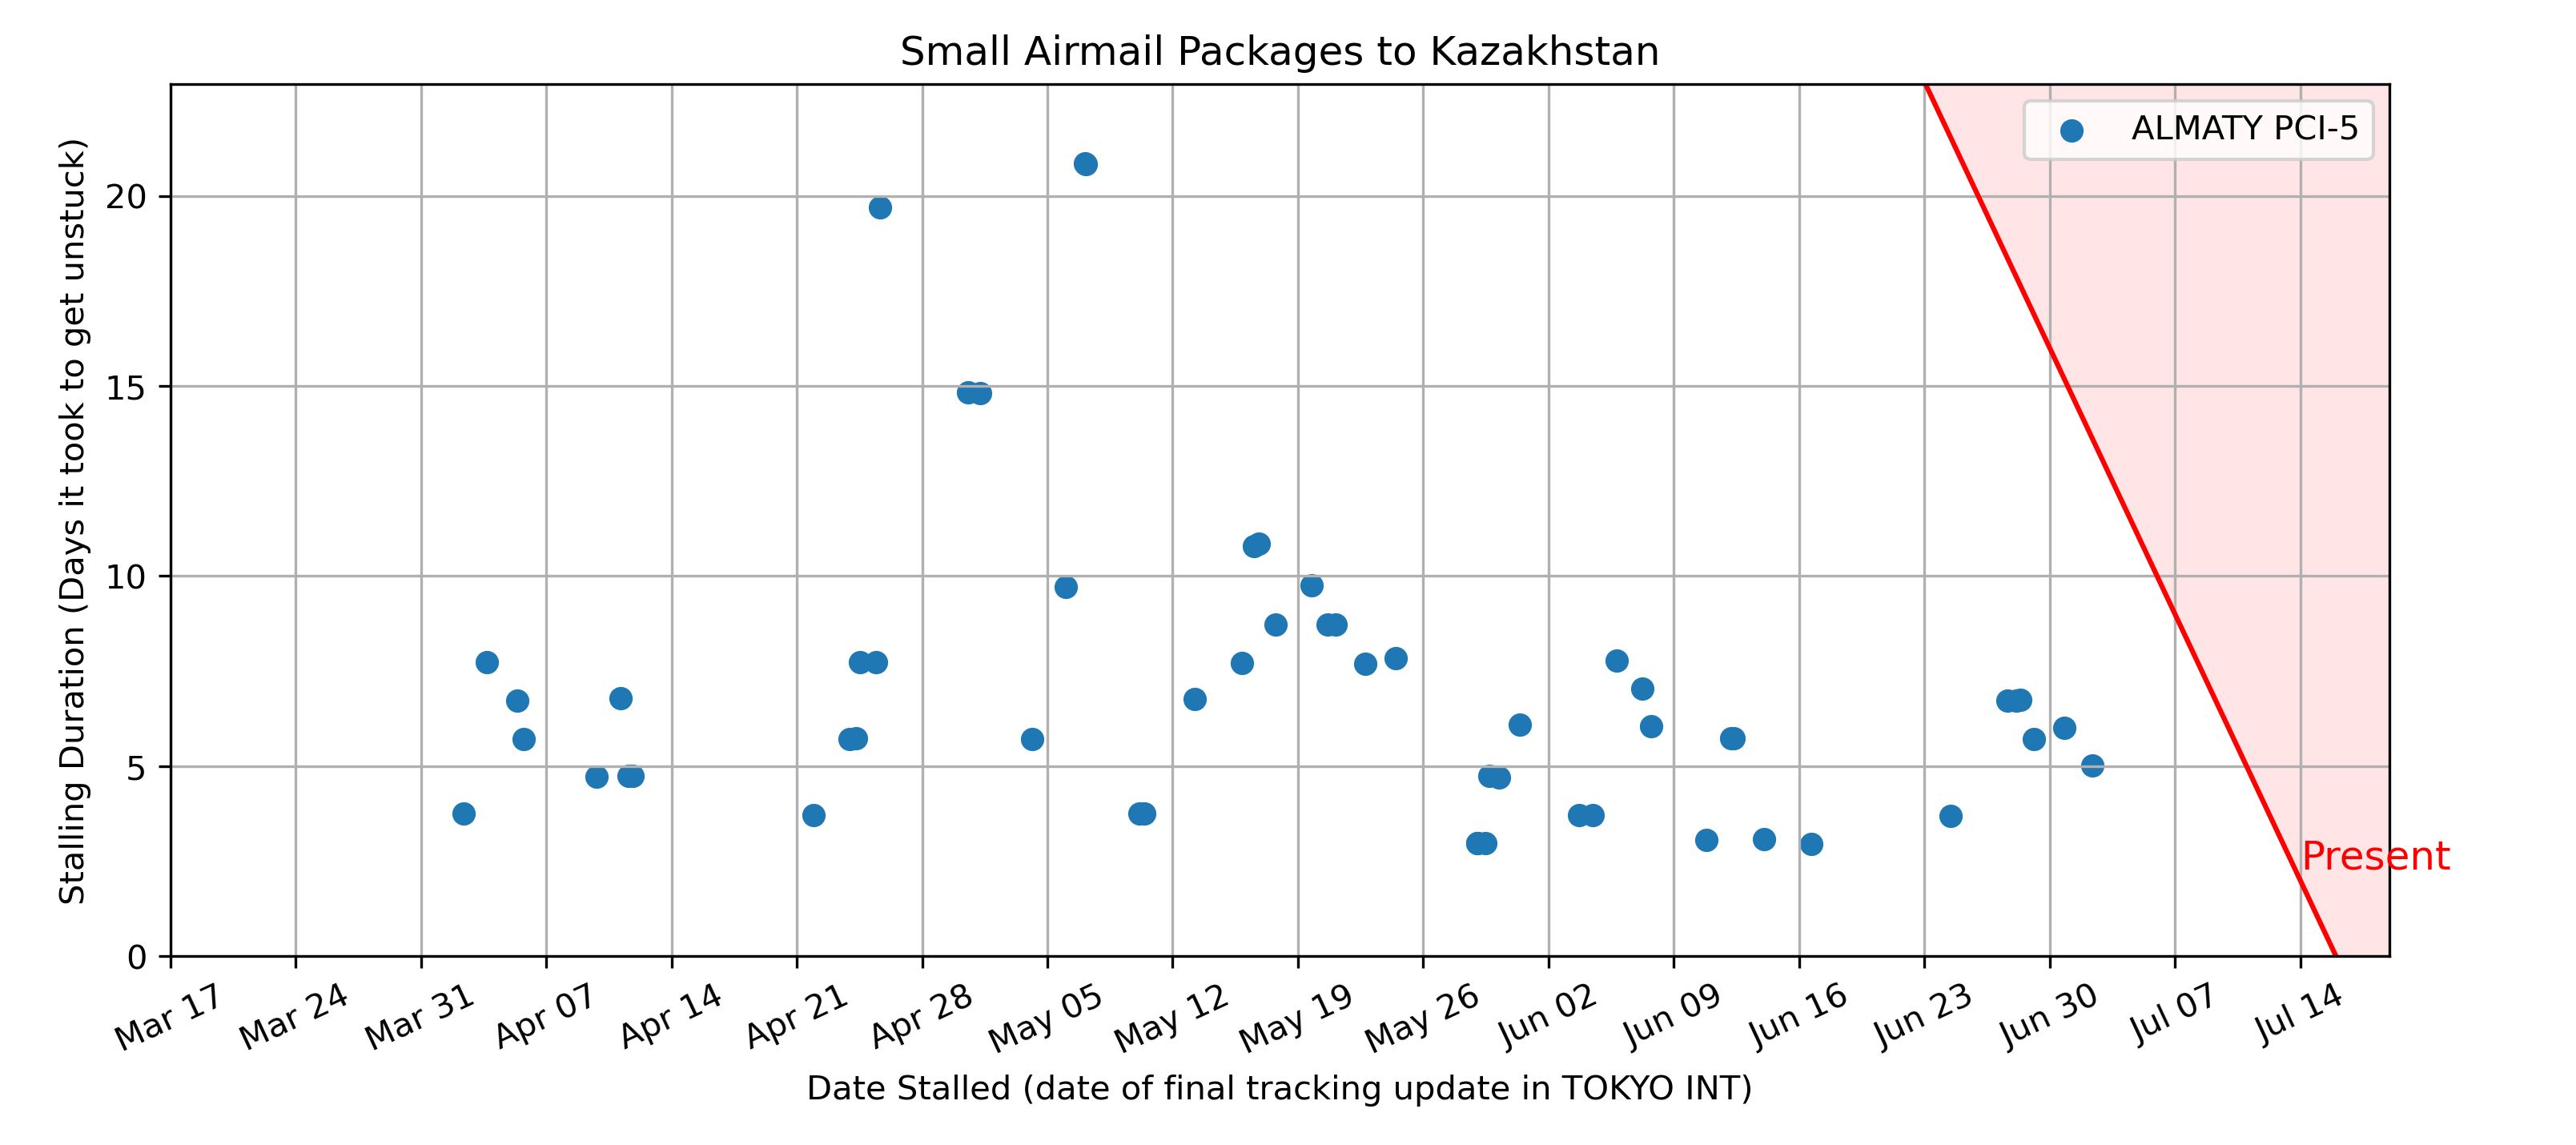 Small Airmail Packages to Kazakhstan
ALMATY PCI-5
Stalling Duration (Days it took to get unstuck)
20
15
10
5
0
Present
Mar 17
Mar 24
Mar 31
Apr 07
Apr 14
Apr 21
Apr 28
May 05
May 12
May 19
May 26
Jun 02
Jun 09
Jun 16
Jun 23
Jun 30
Jul 07
Jul 14
Date Stalled (date of final tracking update in TOKYO INT)